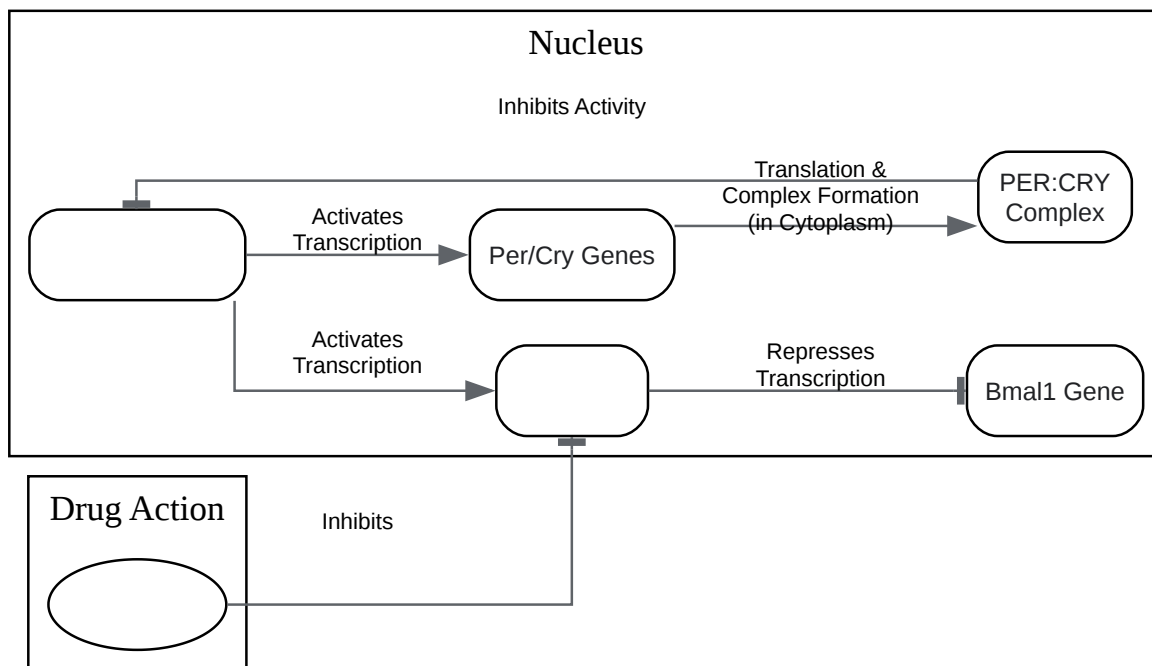 Nucleus
Inhibits Activity
Translation &
Complex Formation
(in Cytoplasm)
PER:CRY
Complex
Activates
Transcription
Per/Cry Genes
Activates
Transcription
Represses
Transcription
Bmal1 Gene
Drug Action
Inhibits